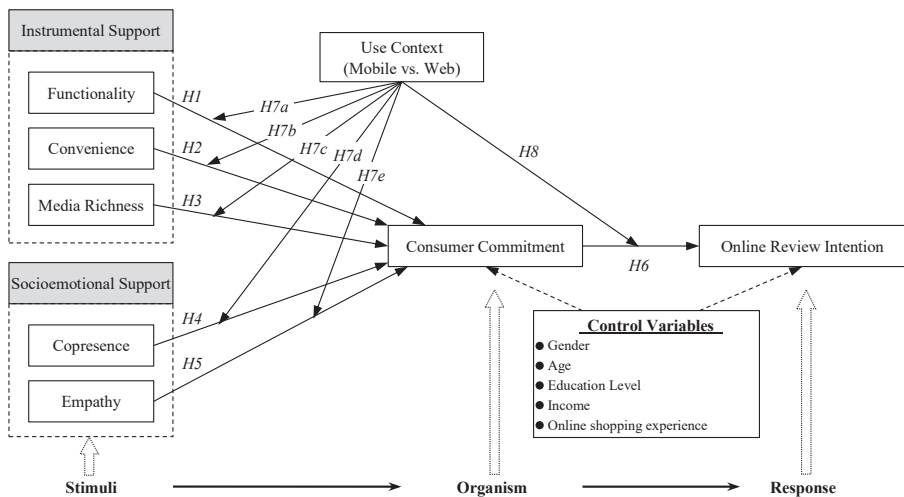 Instrumental Support
Functionality
Convenience
Media Richness
Socioemotional Support
Copresence
Empathy
Use Context
(Mobile vs. Web)
H1
H2
H3
H4
H5
H7a
H7b
H7c
H7d
H7e
H8
Consumer Commitment
H6
Online Review Intention
Control Variables
● Gender
● Age
● Education Level
● Income
● Online shopping experience
Stimuli
Organism
Response